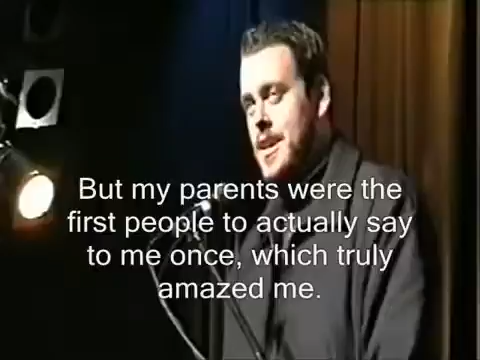 But my parents were the
first people to actually say
to me once, which truly
amazed me.